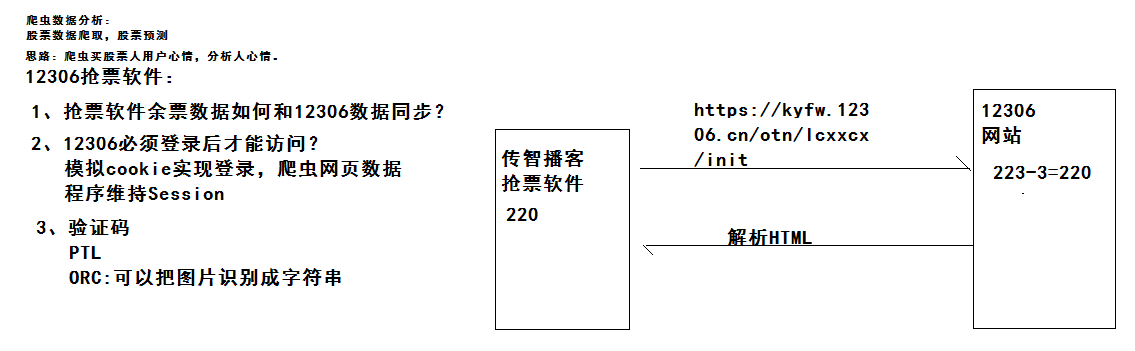 爬虫数据分析：
股票数据爬取，股票预测
思路：爬虫买股票人用户心情，分析人心情。
12306抢票软件：
1、抢票软件余票数据如何和12306数据同步？
2、12306必须登录后才能访问？
模拟cookie实现登录，爬虫网页数据
程序维持Session
3、验证码
PTL
ORC:可以把图片识别成字符串
传智播客
抢票软件
220
https://kyfw.123
06.cn/otn/lcxxcx
/init
解析HTML
12306
网站
223-3=220